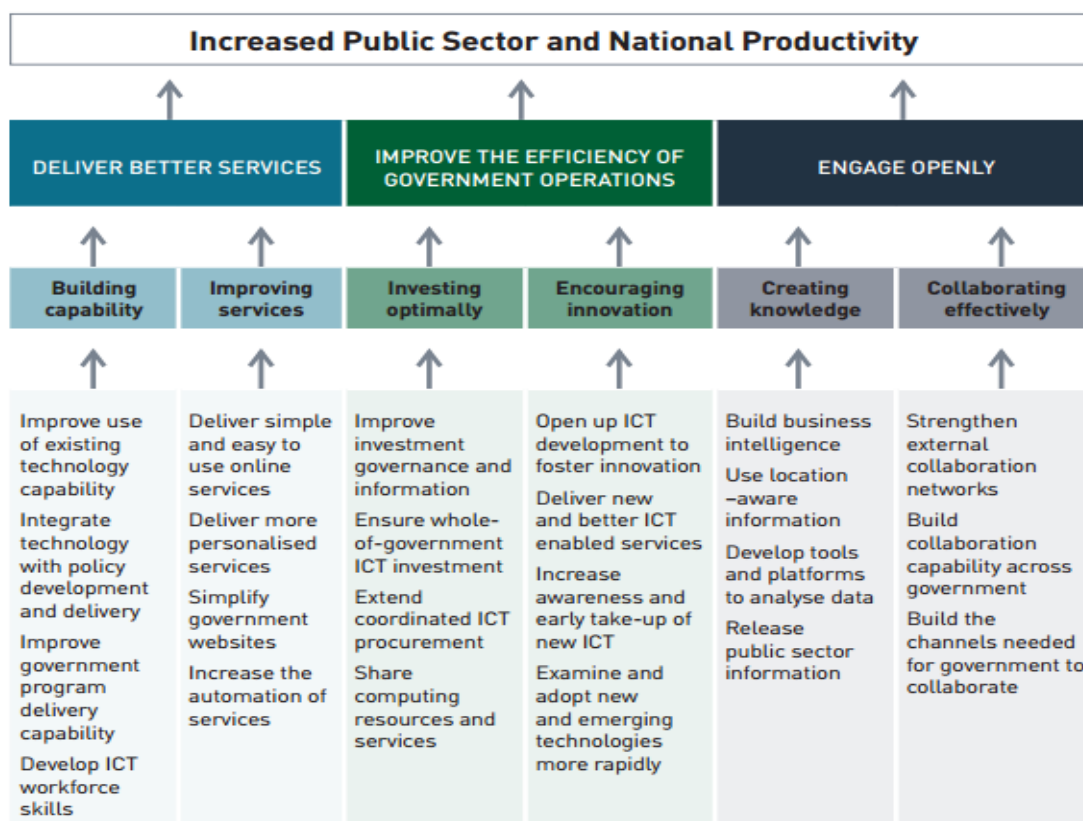 Increased Public Sector and National Productivity
DELIVER BETTER SERVICES
IMPROVE THE EFFICIENCY OF
GOVERNMENT OPERATIONS
ENGAGE OPENLY
Building
capability
Improving
services
Investing
optimally
Encouraging
innovation
Creating
knowledge
Collaborating
effectively
Improve use
of existing
technology
capability
Integrate
technology
with policy
development
and delivery
Improve
government
program
delivery
capability
Develop ICT
workforce
skills
Deliver simple
and easy to
use online
services
Deliver more
personalised
services
Simplify
government
websites
Increase the
automation of
services
Improve
investment
governance and
information
Ensure whole-
of-government
ICT investment
Extend
coordinated ICT
procurement
Share
computing
resources and
services
Open up ICT
development to
foster innovation
Deliver new
and better ICT
enabled services
Increase
awareness and
early take-up of
new ICT
Examine and
adopt new
and emerging
technologies
more rapidly
Build business
intelligence
Use location
–aware
information
Develop tools
and platforms
to analyse data
Release
public sector
information
Strengthen
external
collaboration
networks
Build
collaboration
capability across
government
Build the
channels needed
for government to
collaborate